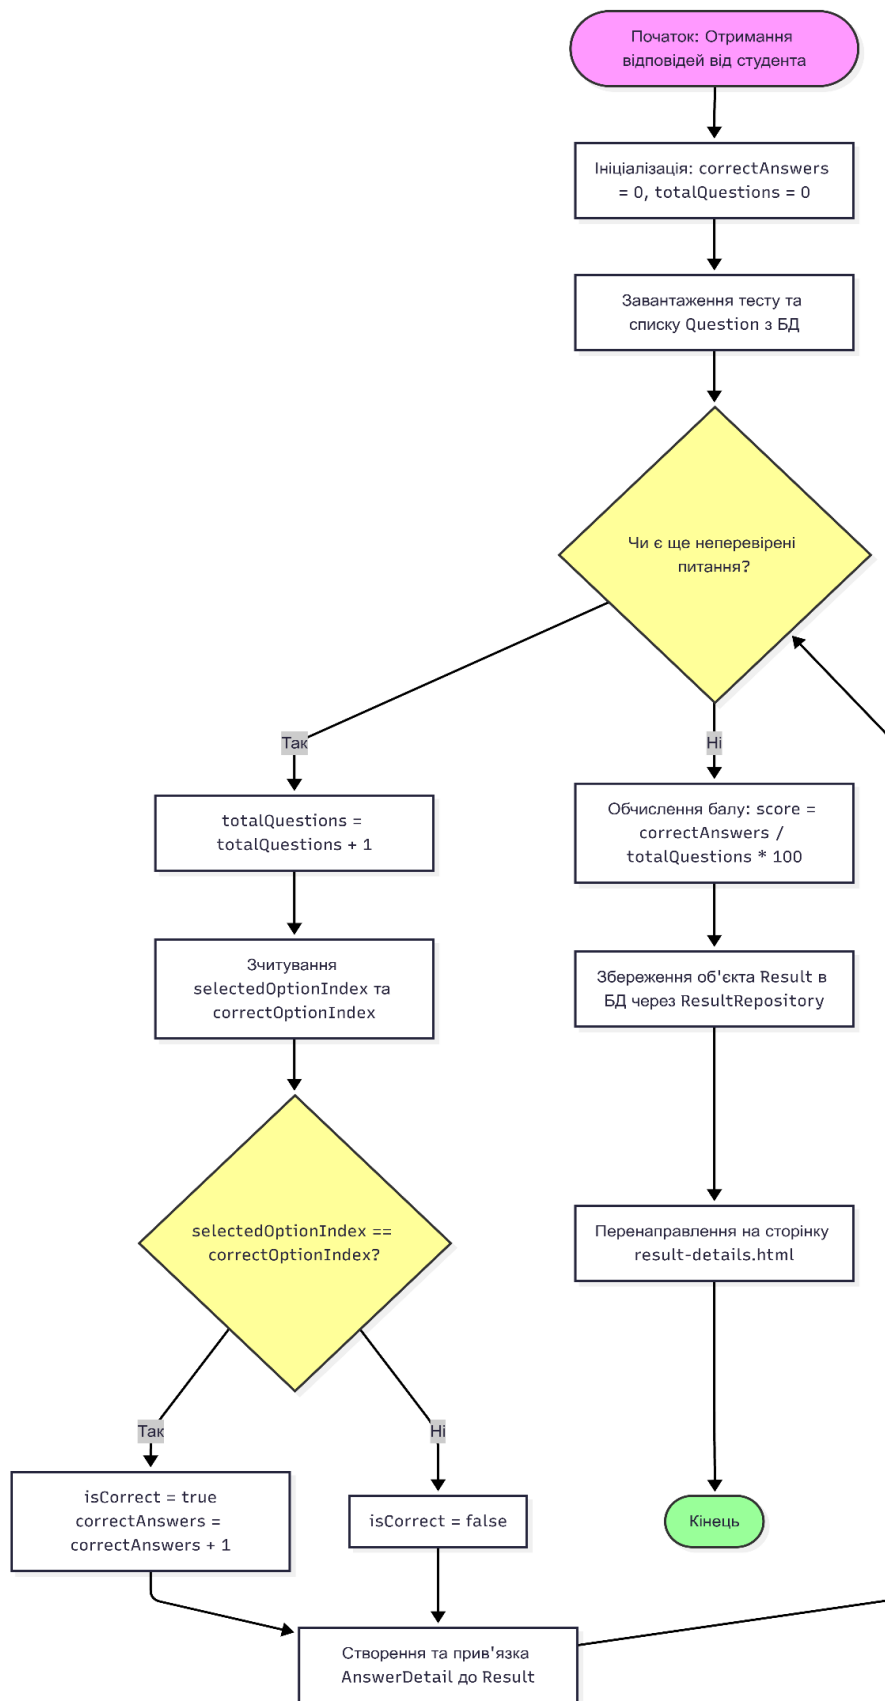 Початок: Отримання
відповідей від студента
Ініціалізація: correctAnswers
= 0, totalQuestions = 0
Завантаження тесту та
списку Question з БД
Чи є ще неперевірені
питання?
Так
Ні
totalQuestions =
totalQuestions + 1
Обчислення балу: score =
correctAnswers /
totalQuestions * 100
Зчитування
selectedOptionIndex та
correctOptionIndex
Збереження об'єкта Result в
БД через ResultRepository
selectedOptionIndex ==
correctOptionIndex?
Перенаправлення на сторінку
result-details.html
Так
Ні
isCorrect = true
correctAnswers =
correctAnswers + 1
isCorrect = false
Кінець
Створення та прив'язка
AnswerDetail до Result